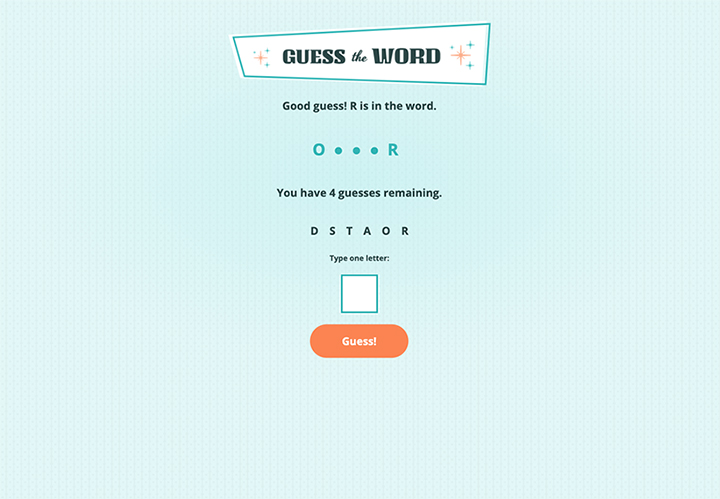 GUESS the WORD
Good guess! R is in the word.
O ● ● ● R
You have 4 guesses remaining.
D S T A O R
Type one letter:
Guess!